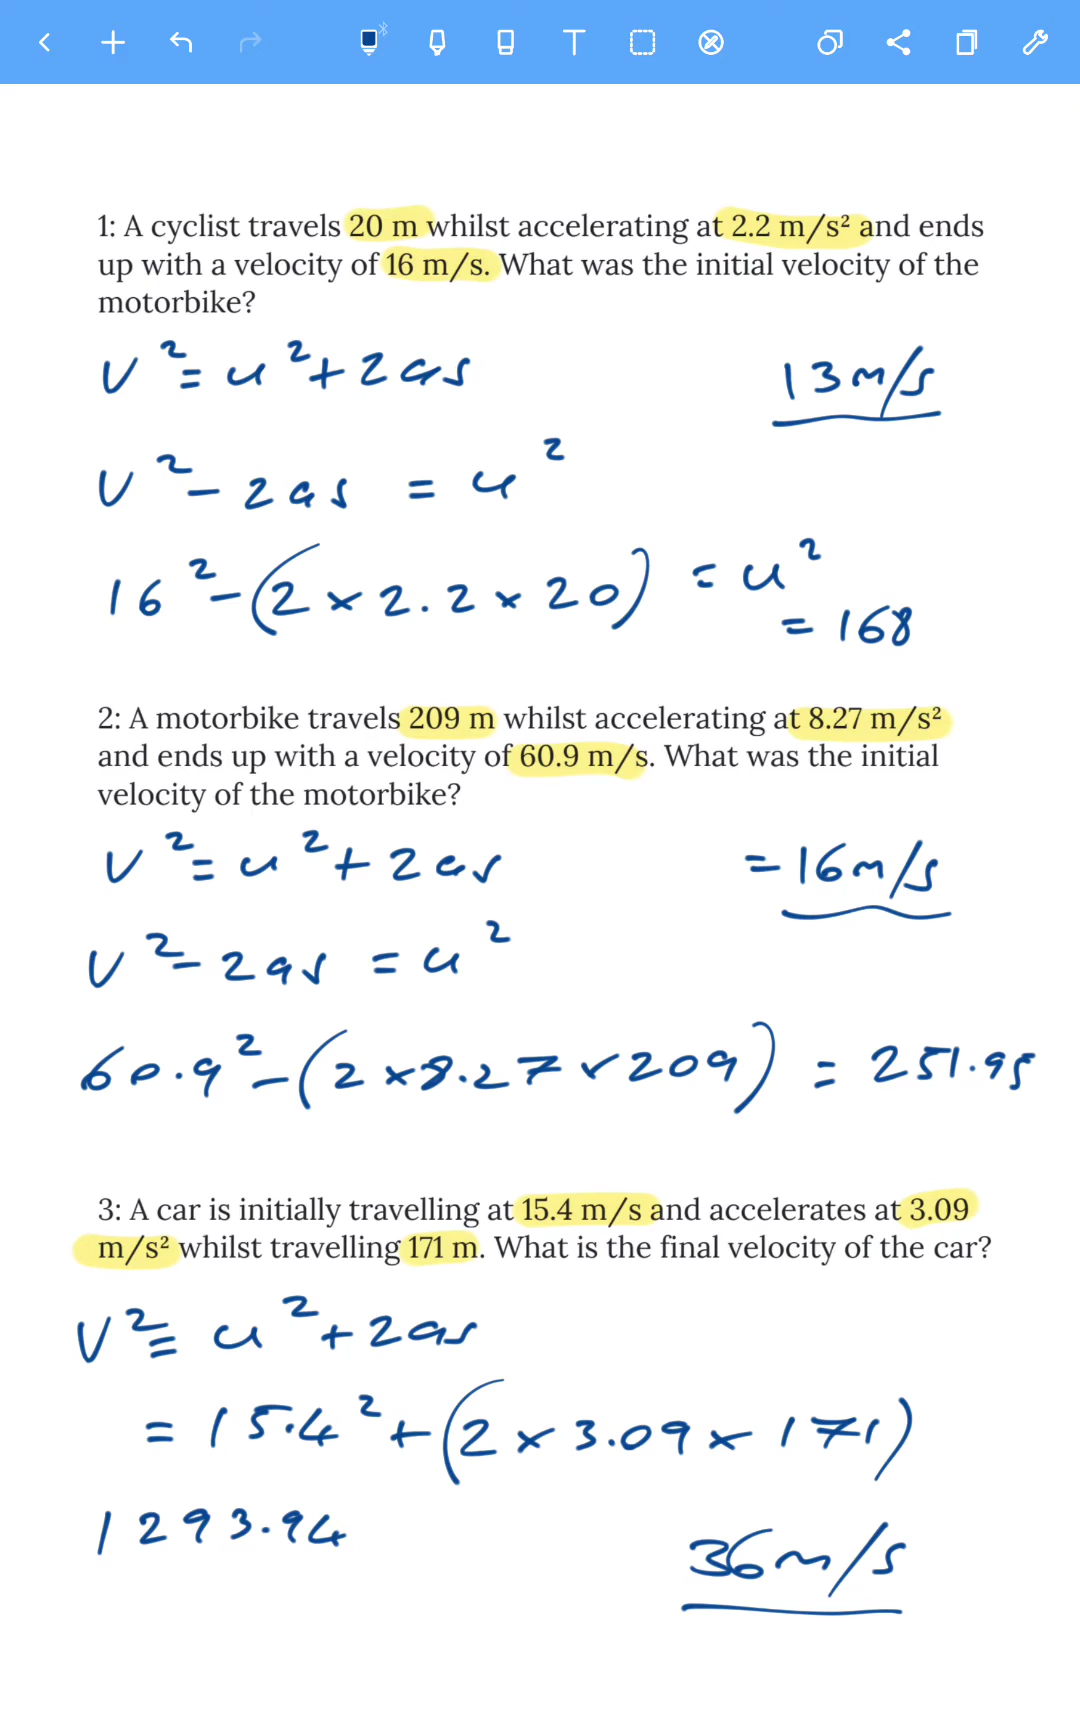 1: A cyclist travels 20 m whilst accelerating at 2.2 m/s² and ends
up with a velocity of 16 m/s. What was the initial velocity of the
motorbike?
v² = u² + 2as
13m/s
v² - 2as = u²
16² - (2 × 2.2 × 20) = u²
= 168
2: A motorbike travels 209 m whilst accelerating at 8.27 m/s²
and ends up with a velocity of 60.9 m/s. What was the initial
velocity of the motorbike?
v² = u² + 2as
= 16m/s
v² - 2as = u²
60.9² - (2 × 8.27 × 209) = 251.95
3: A car is initially travelling at 15.4 m/s and accelerates at 3.09
m/s² whilst travelling 171 m. What is the final velocity of the car?
v² = u² + 2as
= 15.4² + (2 × 3.09 × 171)
1293.94
36m/s